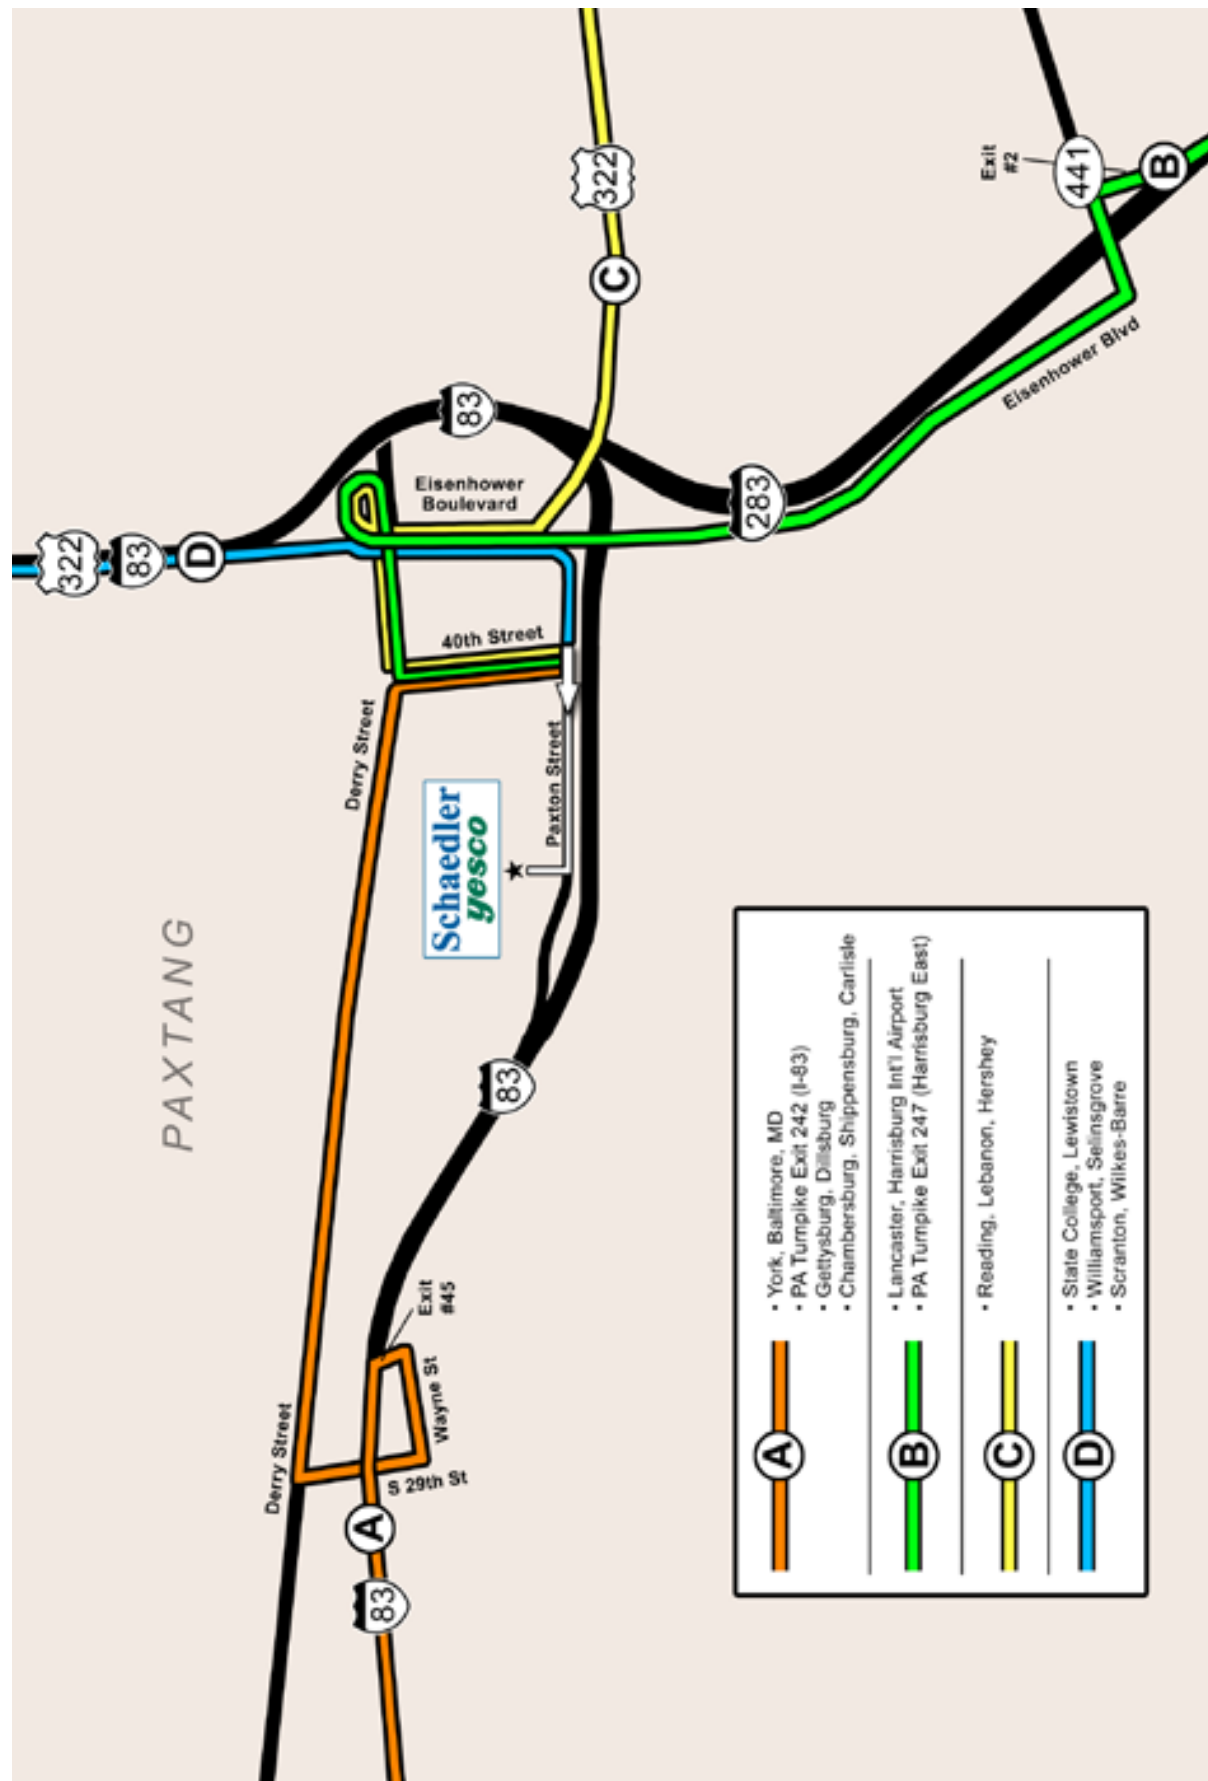 PAXTANG
322
83
D
Derry Street
Derry Street
83
A
S 29th St
Wayne St
Exit
#45
83
Schaedler
yesco
Paxton Street
40th Street
Eisenhower
Boulevard
83
C
322
283
Eisenhower Blvd
Exit
#2
441
B
A
• York, Baltimore, MD
• PA Turnpike Exit 242 (I-83)
• Gettysburg, Dillsburg
• Chambersburg, Shippensburg, Carlisle
B
• Lancaster, Harrisburg Int'l Airport
• PA Turnpike Exit 247 (Harrisburg East)
C
• Reading, Lebanon, Hershey
D
• State College, Lewistown
• Williamsport, Selinsgrove
• Scranton, Wilkes-Barre